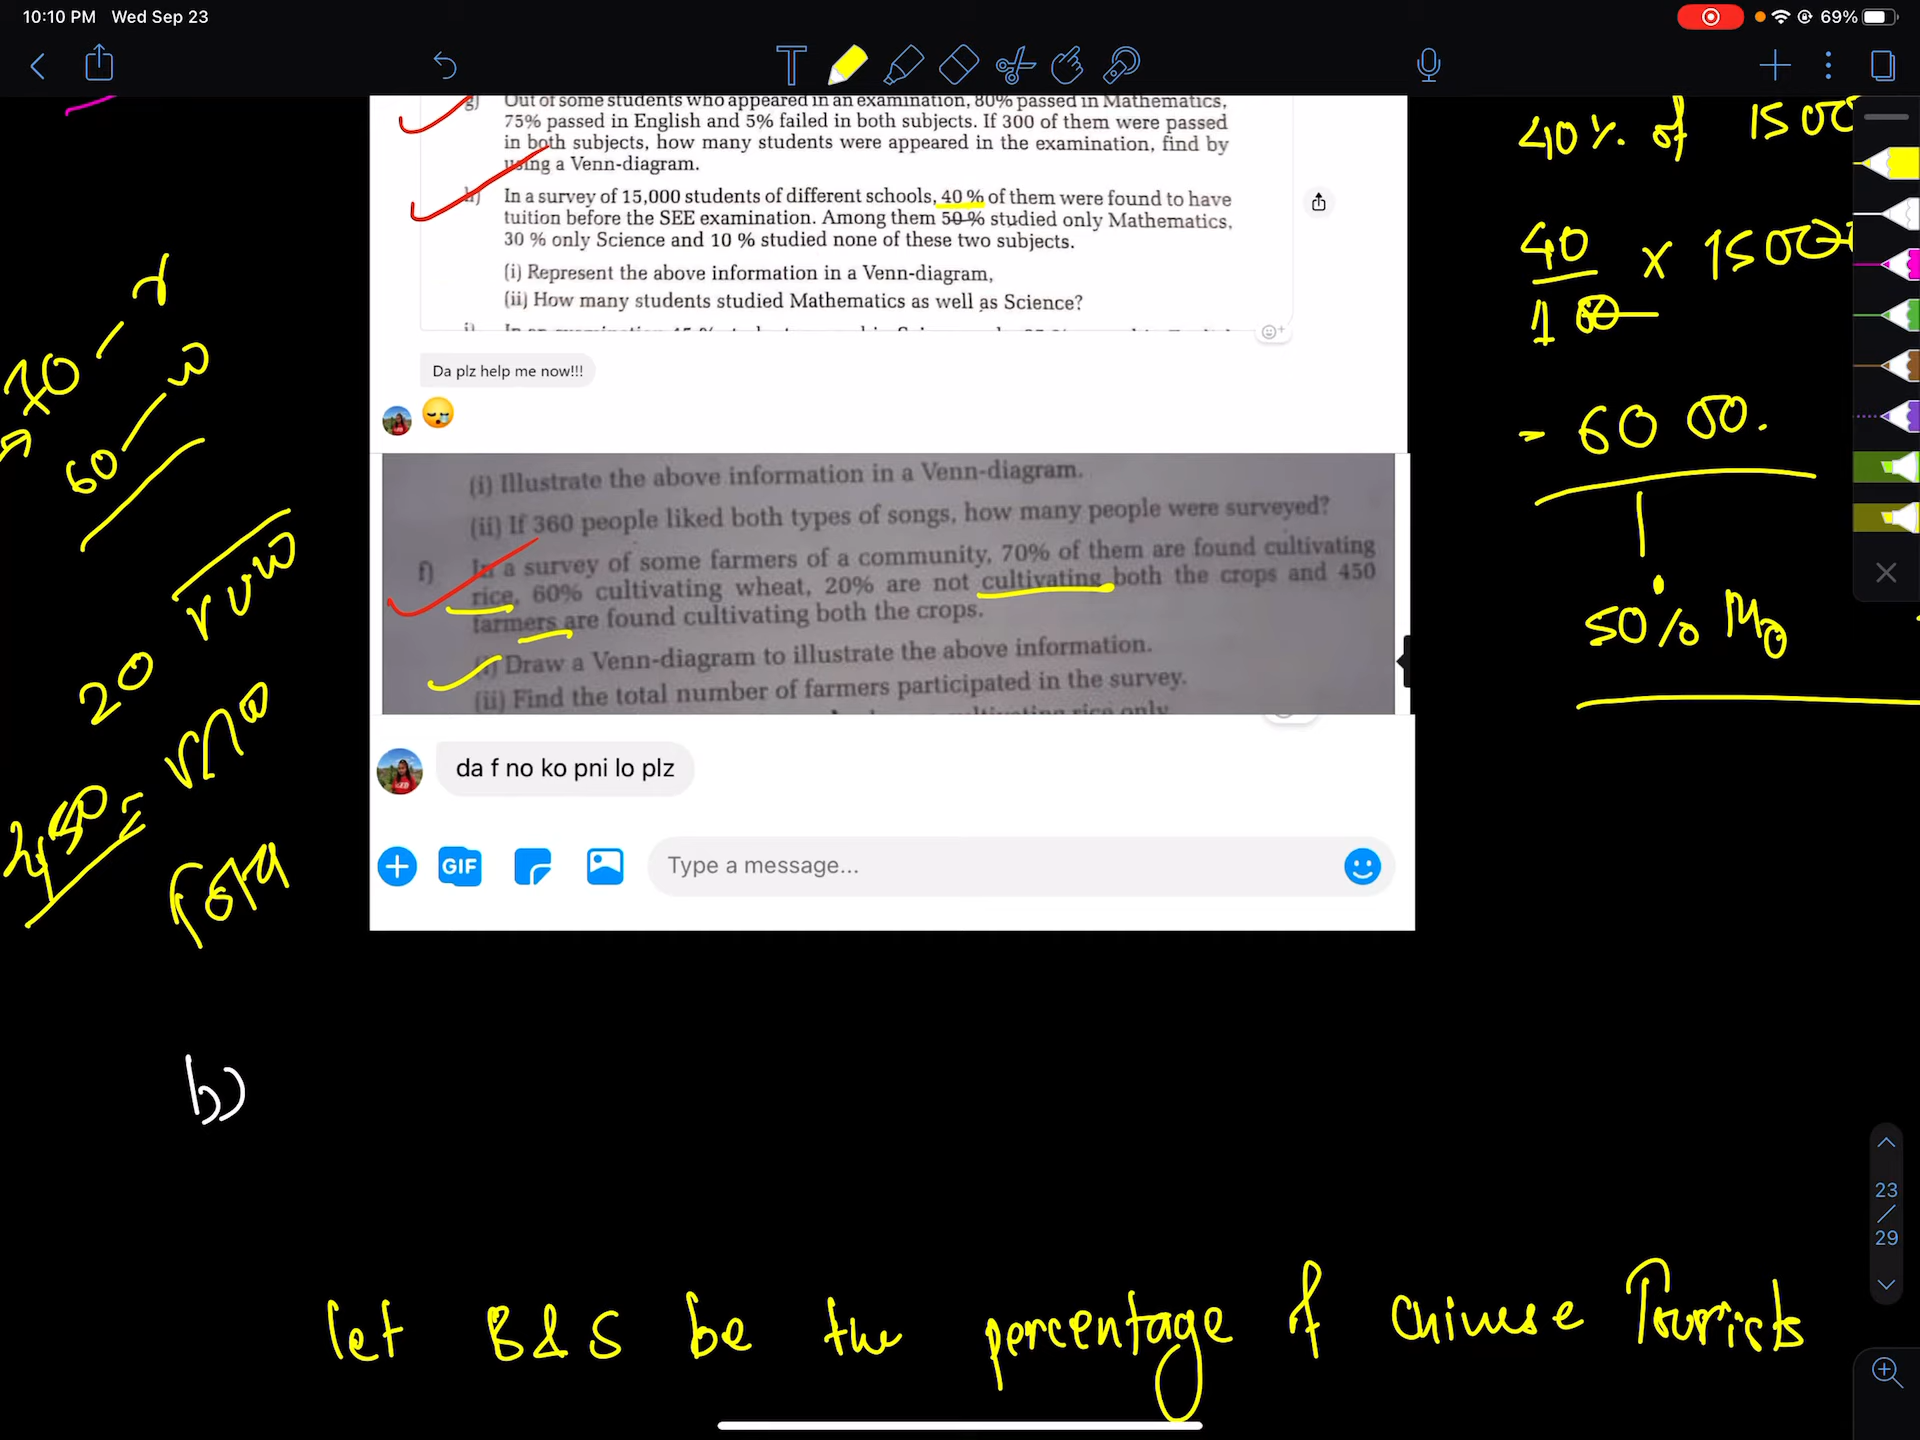 10:10 PM Wed Sep 23
69%
g) Out of some students who appeared in an examination, 80% passed in Mathematics,
75% passed in English and 5% failed in both subjects. If 300 of them were passed
in both subjects, how many students were appeared in the examination, find by
using a Venn-diagram.
h) In a survey of 15,000 students of different schools, 40 % of them were found to have
tuition before the SEE examination. Among them 50 % studied only Mathematics,
30 % only Science and 10 % studied none of these two subjects.
(i) Represent the above information in a Venn-diagram,
(ii) How many students studied Mathematics as well as Science?
Da plz help me now!!!
(i) Illustrate the above information in a Venn-diagram.
(ii) If 360 people liked both types of songs, how many people were surveyed?
f) In a survey of some farmers of a community, 70% of them are found cultivating
rice, 60% cultivating wheat, 20% are not cultivating both the crops and 450
farmers are found cultivating both the crops.
(i) Draw a Venn-diagram to illustrate the above information.
(ii) Find the total number of farmers participated in the survey.
rice only
da f no ko pni lo plz
GIF
Type a message...
70 – r
60 – w
20 r∪w
450 = rnw
40% of 1500
40 x 1500
100
= 6000.
50% Mo
b)
let B & S be the percentage of Chinese Tourists
23
/
29